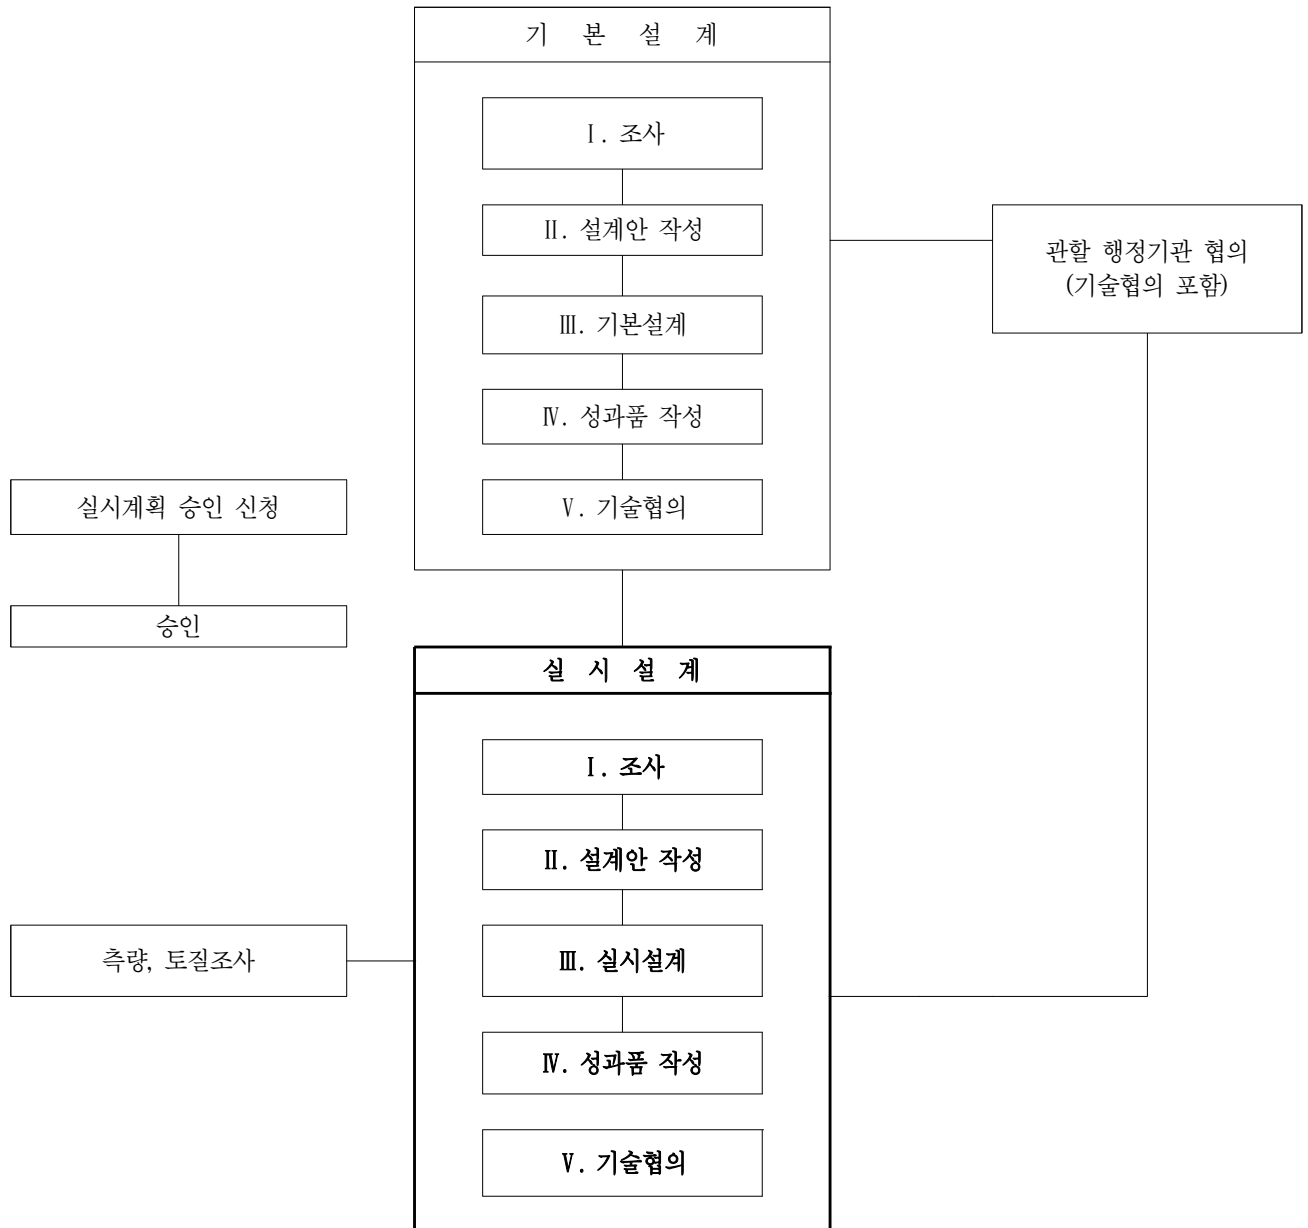 기 본 설 계
Ⅰ. 조사
Ⅱ. 설계안 작성
관할 행정기관 협의
(기술협의 포함)
Ⅲ. 기본설계
Ⅳ. 성과품 작성
실시계획 승인 신청
Ⅴ. 기술협의
승인
실 시 설 계
Ⅰ. 조사
Ⅱ. 설계안 작성
측량, 토질조사
Ⅲ. 실시설계
Ⅳ. 성과품 작성
Ⅴ. 기술협의